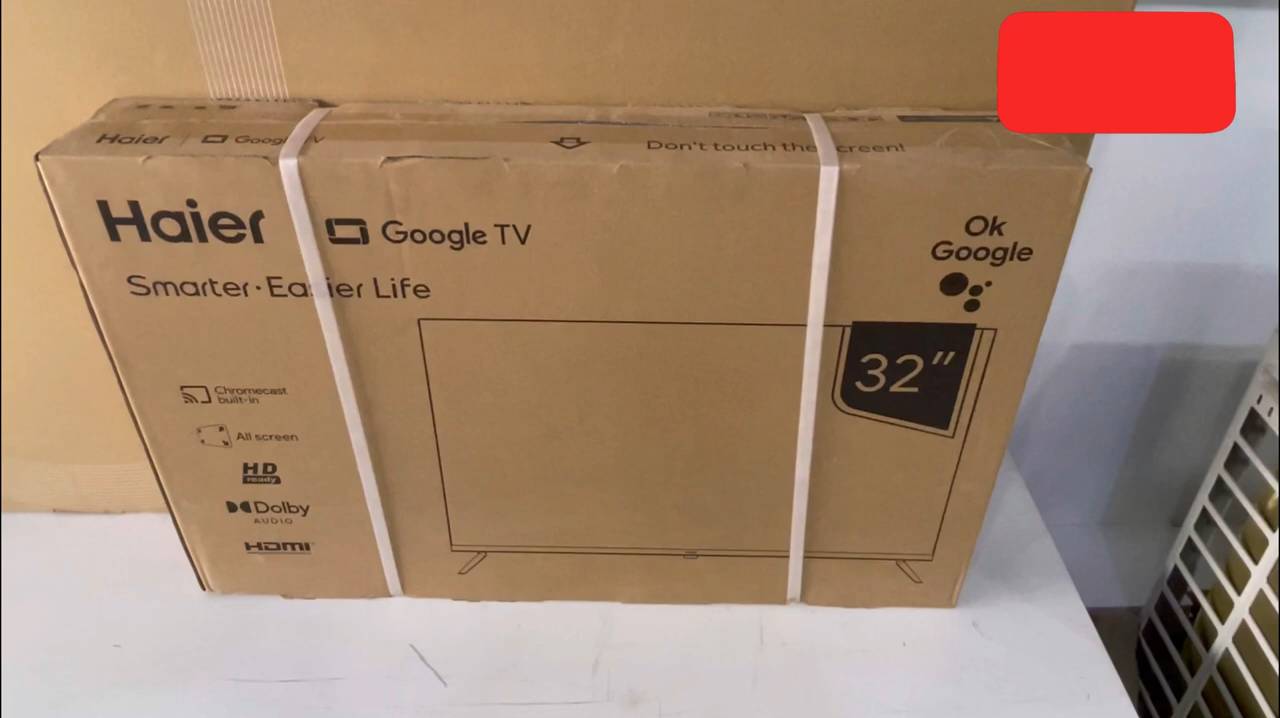 Haier Google TV
Don't touch the screen!
Haier Google TV
Ok
Google
Smarter·Easier Life
32"
Chromecast
built-in
All screen
HD
ready
Dolby
AUDIO
HDMI